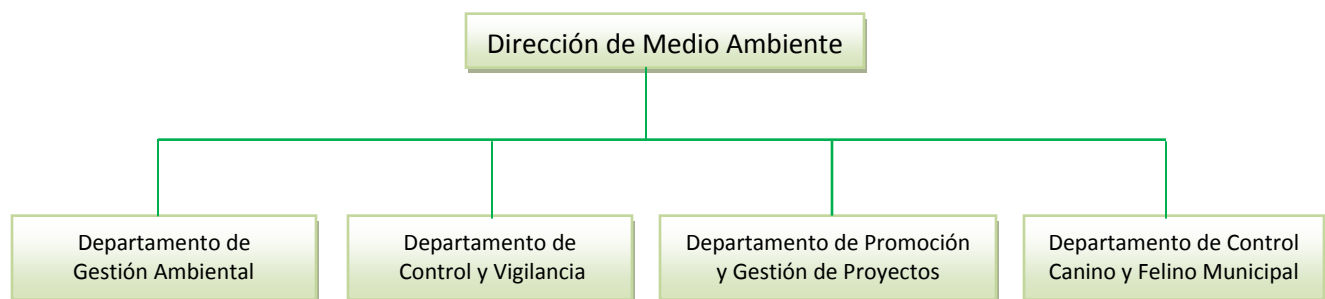 Dirección de Medio Ambiente
Departamento de
Gestión Ambiental
Departamento de
Control y Vigilancia
Departamento de Promoción
y Gestión de Proyectos
Departamento de Control
Canino y Felino Municipal